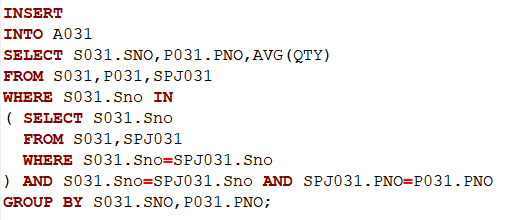 INSERT
INTO A031
SELECT S031.SNO,P031.PNO,AVG(QTY)
FROM S031,P031,SPJ031
WHERE S031.Sno IN
( SELECT S031.Sno
FROM S031,SPJ031
WHERE S031.Sno=SPJ031.Sno
) AND S031.Sno=SPJ031.Sno AND SPJ031.PNO=P031.PNO
GROUP BY S031.SNO,P031.PNO;